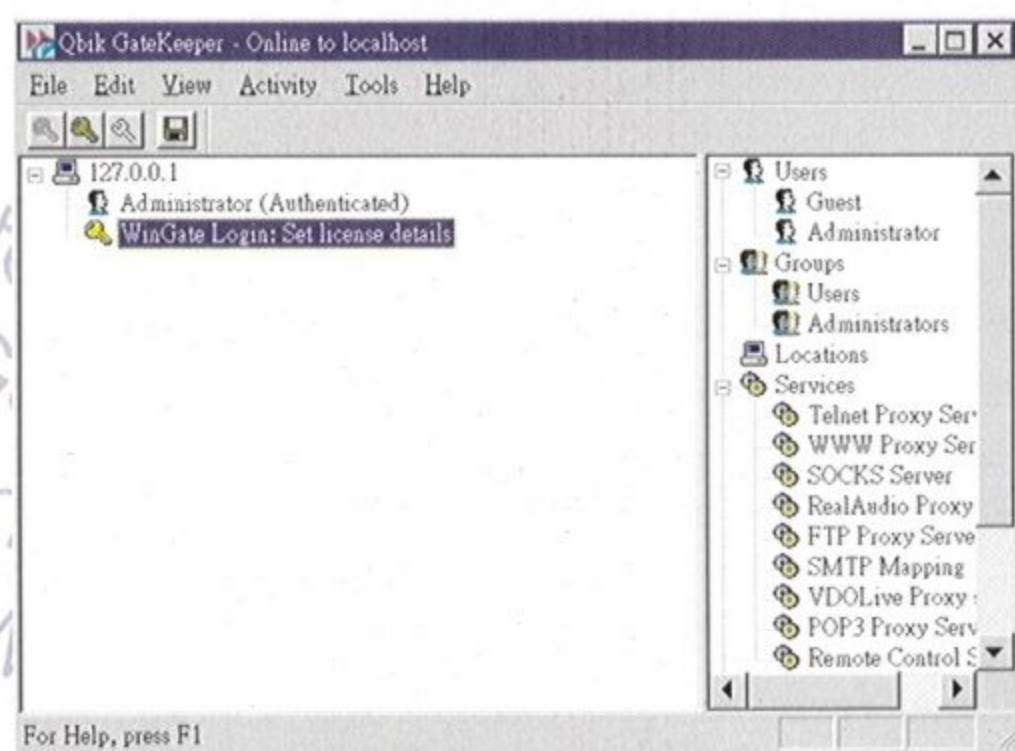 Qbik GateKeeper - Online to localhost
File Edit View Activity Tools Help
127.0.0.1
Administrator (Authenticated)
WinGate Login: Set license details
Users
Guest
Administrator
Groups
Users
Administrators
Locations
Services
Telnet Proxy Ser
WWW Proxy Ser
SOCKS Server
RealAudio Proxy
FTP Proxy Serve
SMTP Mapping
VDOLive Proxy
POP3 Proxy Serv
Remote Control S
For Help, press F1